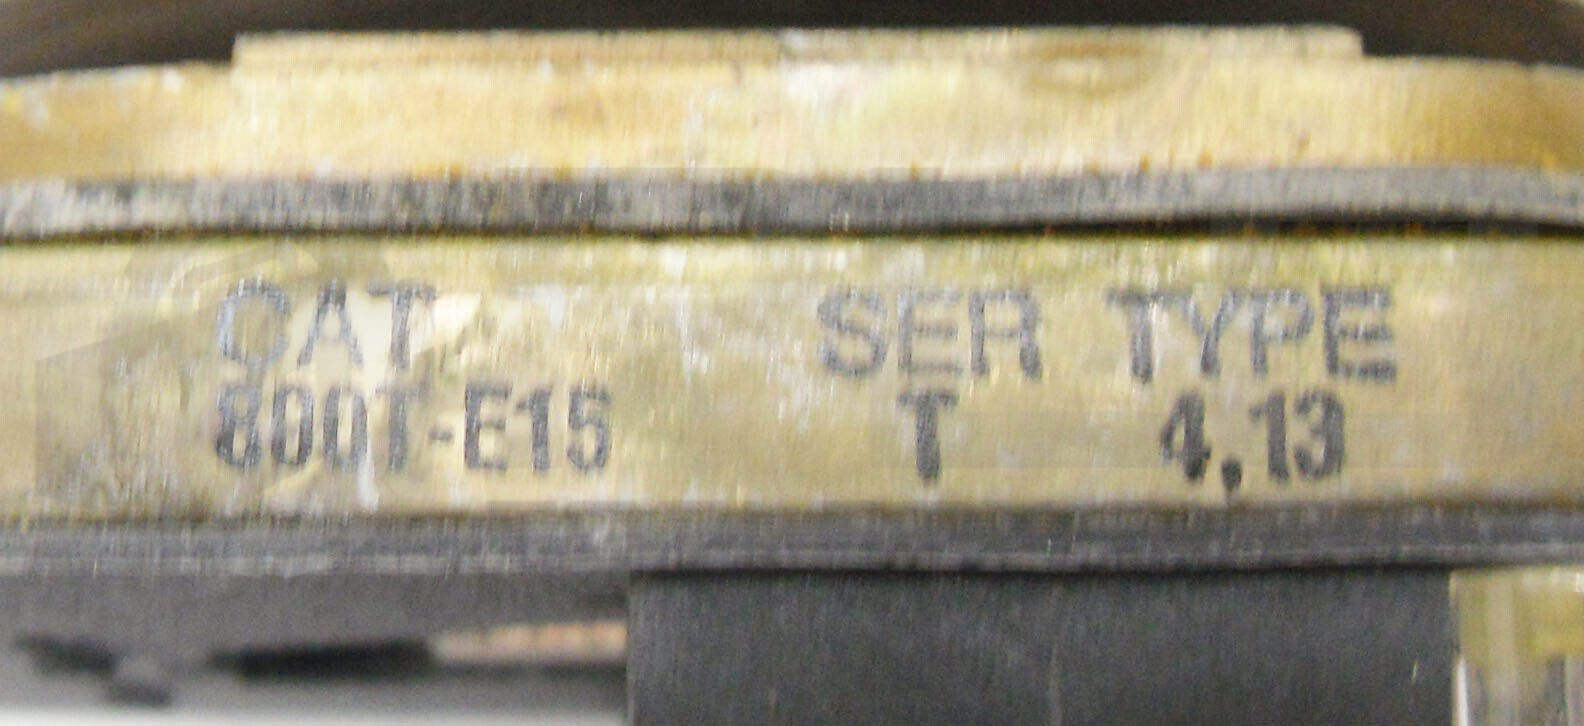 CAT. SER TYPE
800T-E15 T 4,13